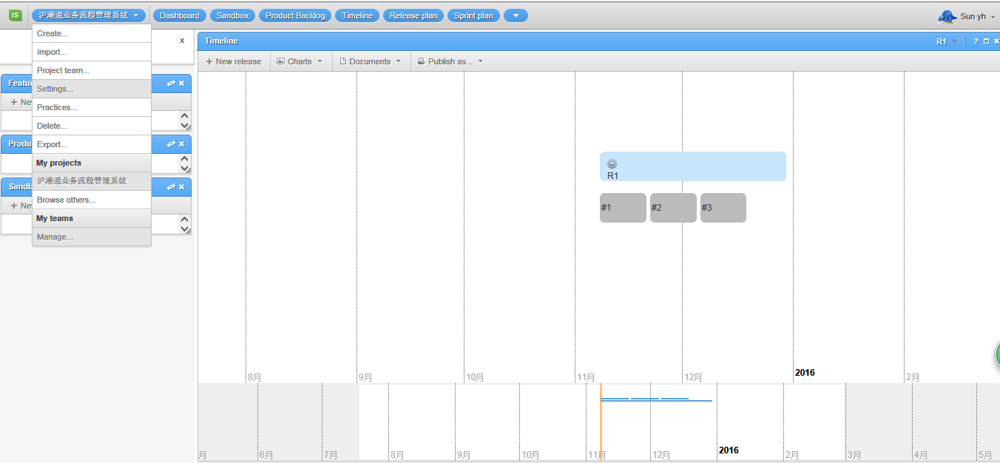 iS 沪港通业务流程管理系统 Dashboard Sandbox Product Backlog Timeline Release plan Sprint plan Sun yh
Create...
Import...
Project team...
Settings...
Practices...
Delete...
Export...
My projects
沪港通业务流程管理系统
Browse others...
My teams
Manage...
x
Featu
+ Ne
Produ
Sandb
+ Ne
Timeline R1 ?
+ New release Charts Documents Publish as...
R1
#1 #2 #3
8月 9月 10月 11月 12月 2016 2月
月 6月 7月 8月 9月 10月 11月 12月 2016 2月 3月 4月 5月